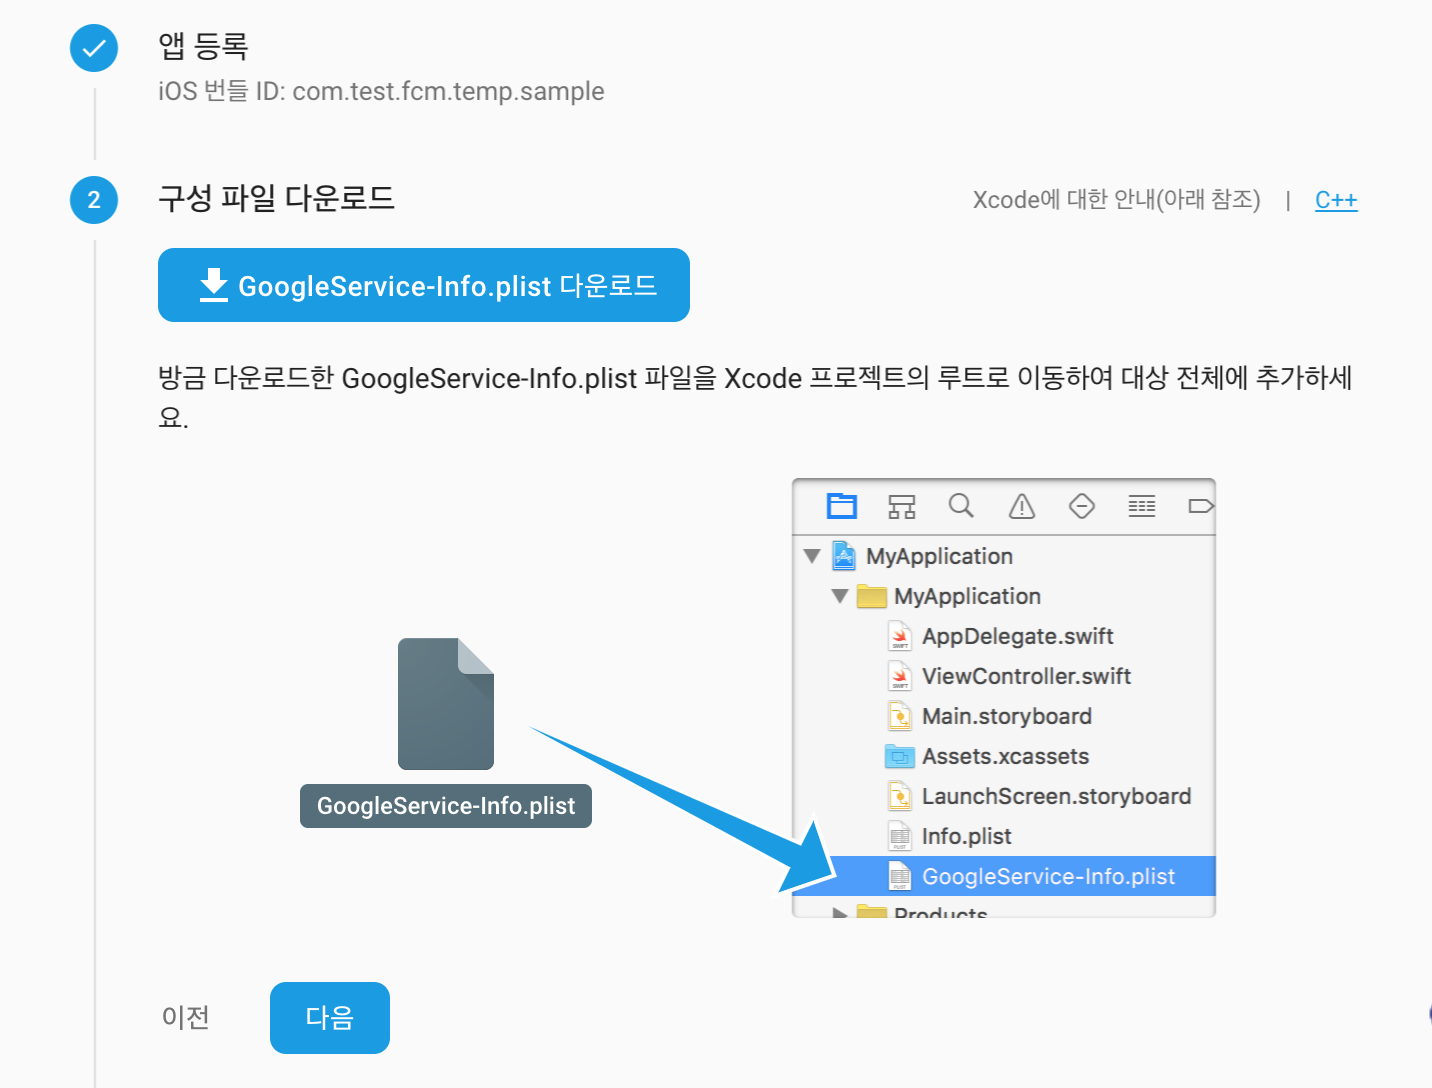 앱 등록
iOS 번들 ID: com.test.fcm.temp.sample
2
구성 파일 다운로드
Xcode에 대한 안내(아래 참조) | C++
GoogleService-Info.plist 다운로드
방금 다운로드한 GoogleService-Info.plist 파일을 Xcode 프로젝트의 루트로 이동하여 대상 전체에 추가하세
요.
GoogleService-Info.plist
MyApplication
MyApplication
AppDelegate.swift
ViewController.swift
Main.storyboard
Assets.xcassets
LaunchScreen.storyboard
Info.plist
GoogleService-Info.plist
Products
이전
다음